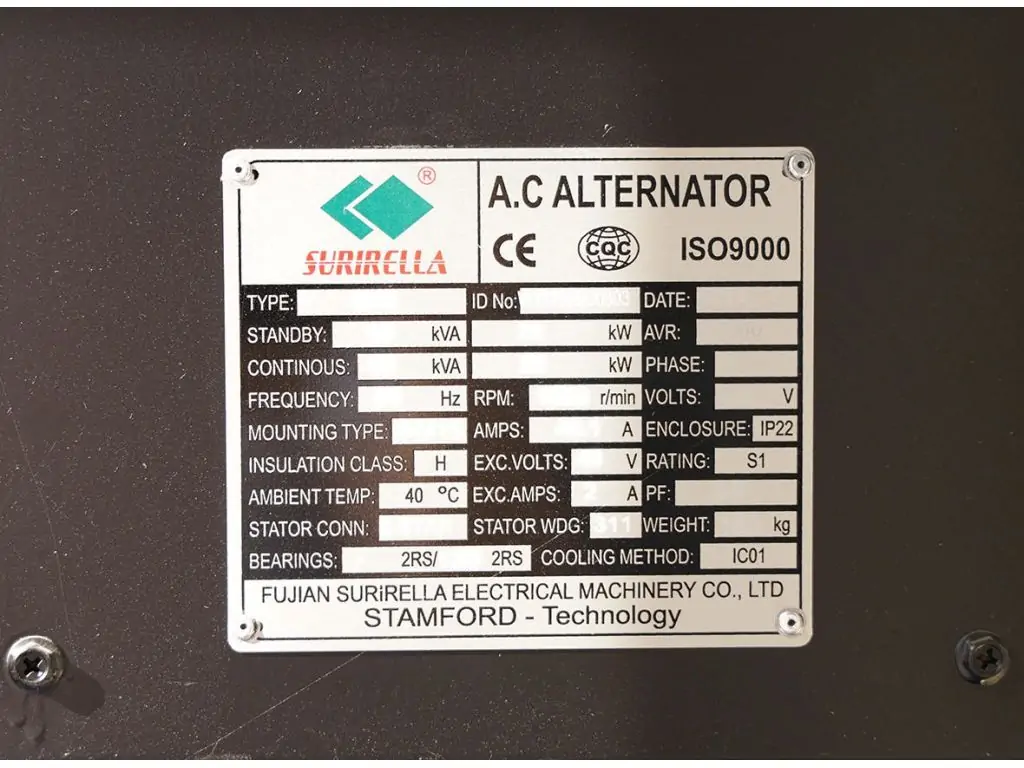 ®
SURIRELLA
A.C ALTERNATOR
CE CQC ISO9000
TYPE: ID No: DATE:
STANDBY: kVA kW AVR:
CONTINOUS: kVA kW PHASE:
FREQUENCY: Hz RPM: r/min VOLTS: V
MOUNTING TYPE: AMPS: A ENCLOSURE: IP22
INSULATION CLASS: H EXC.VOLTS: V RATING: S1
AMBIENT TEMP: 40 °C EXC.AMPS: 2 A PF:
STATOR CONN: STATOR WDG: 311 WEIGHT: kg
BEARINGS: 2RS/ 2RS COOLING METHOD: IC01
FUJIAN SURiRELLA ELECTRICAL MACHINERY CO., LTD
STAMFORD - Technology